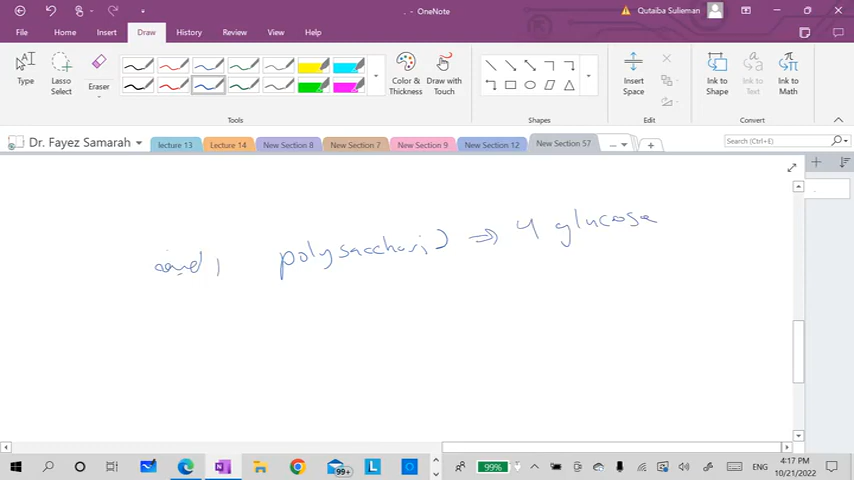 . - OneNote
Qutaiba Sulieman
File Home Insert Draw History Review View Help
Type
Lasso Select
Eraser
Color & Thickness
Draw with Touch
Insert Space
Ink to Shape
Ink to Text
Ink to Math
Tools Shapes Edit Convert
Dr. Fayez Samarah lecture 13 Lecture 14 New Section 8 New Section 7 New Section 9 New Section 12 New Section 57 Search (Ctrl+E)
polysaccharid ⇒ 4 glucose
99+ L 99% ENG 4:17 PM
10/21/2022